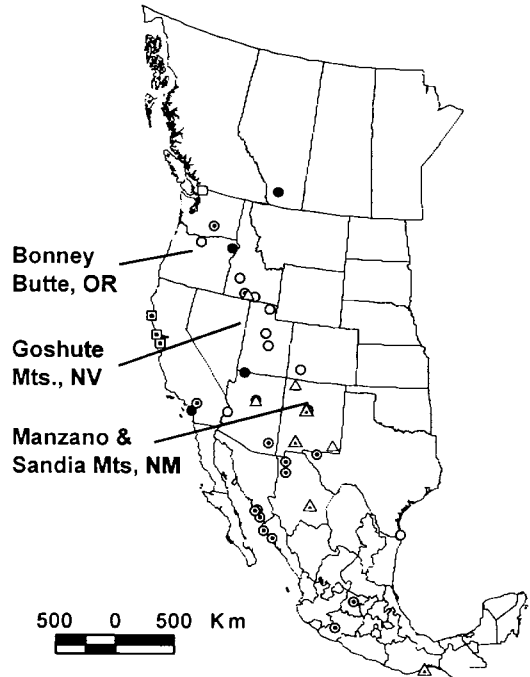 Bonney
Butte, OR
Goshute
Mts., NV
Manzano &
Sandia Mts, NM
500 0 500 Km